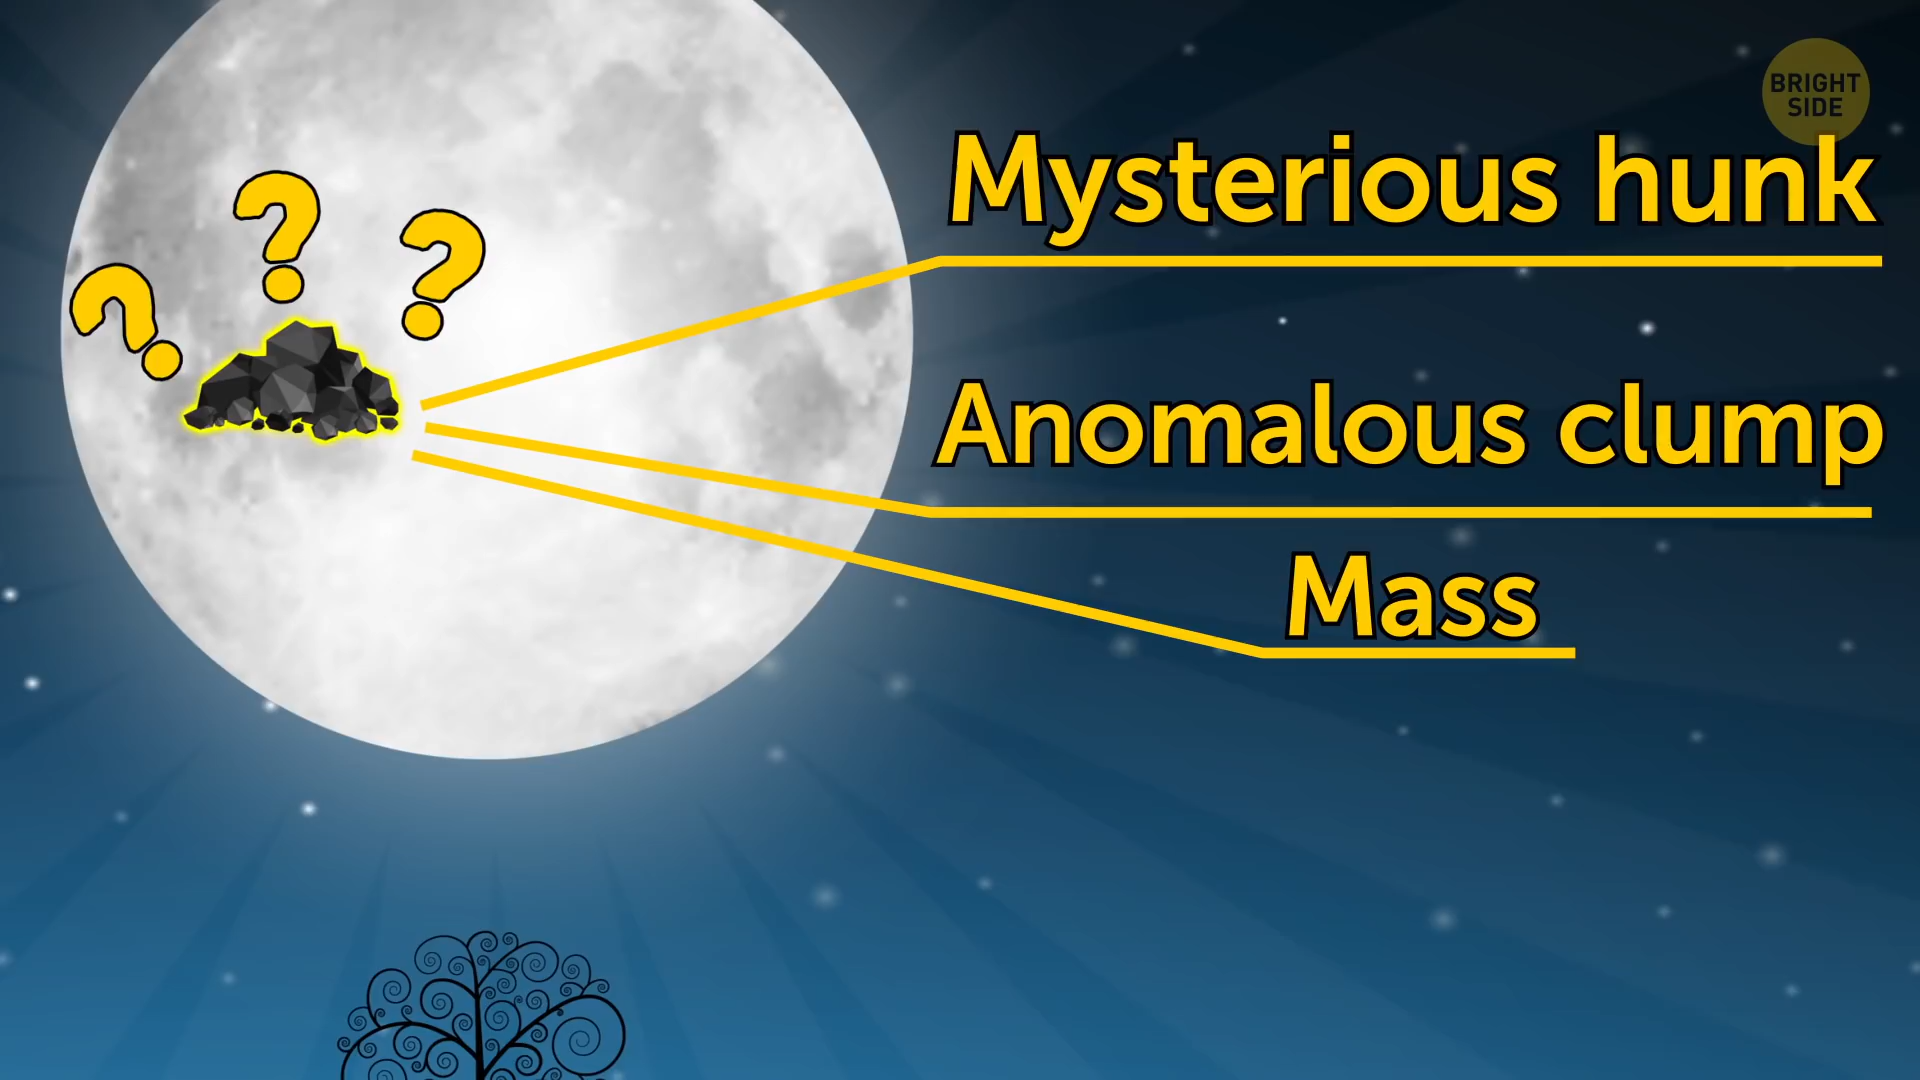 BRIGHT
SIDE
Mysterious hunk
Anomalous clump
Mass
? ? ?